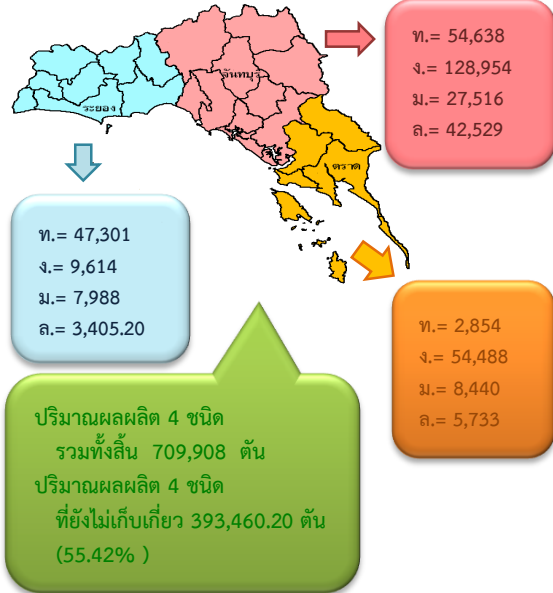 ท.= 54,638
ง.= 128,954
ม.= 27,516
ล.= 42,529
จันทบุรี
ระยอง
ตราด
ท.= 47,301
ง.= 9,614
ม.= 7,988
ล.= 3,405.20
ท.= 2,854
ง.= 54,488
ม.= 8,440
ล.= 5,733
ปริมาณผลผลิต 4 ชนิด
รวมทั้งสิ้น 709,908 ตัน
ปริมาณผลผลิต 4 ชนิด
ที่ยังไม่เก็บเกี่ยว 393,460.20 ตัน
(55.42% )